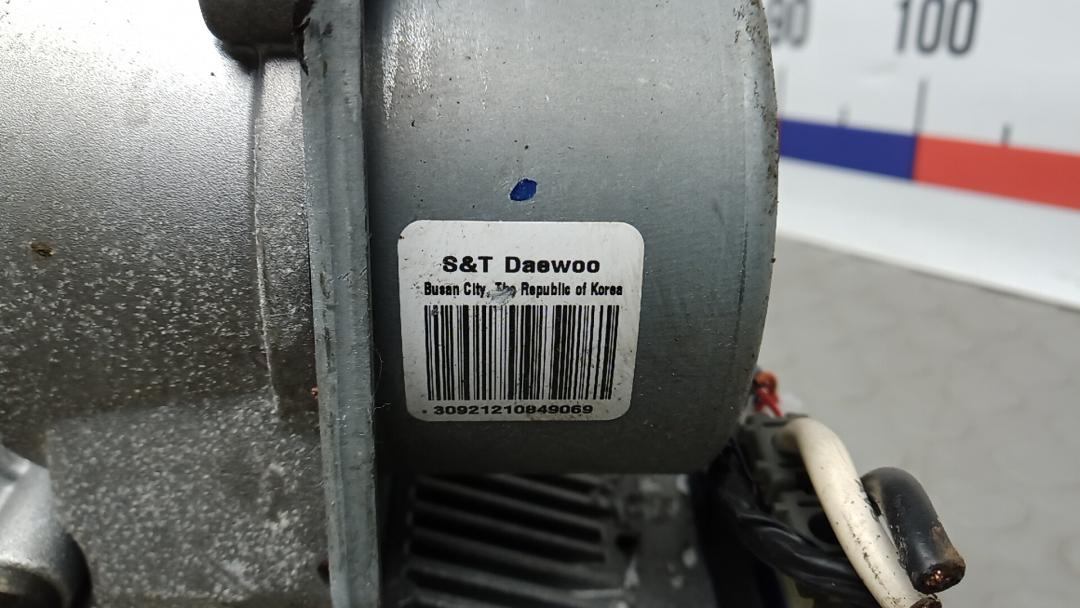 90
100
S&T Daewoo
Busan City, The Republic of Korea
30921210849069